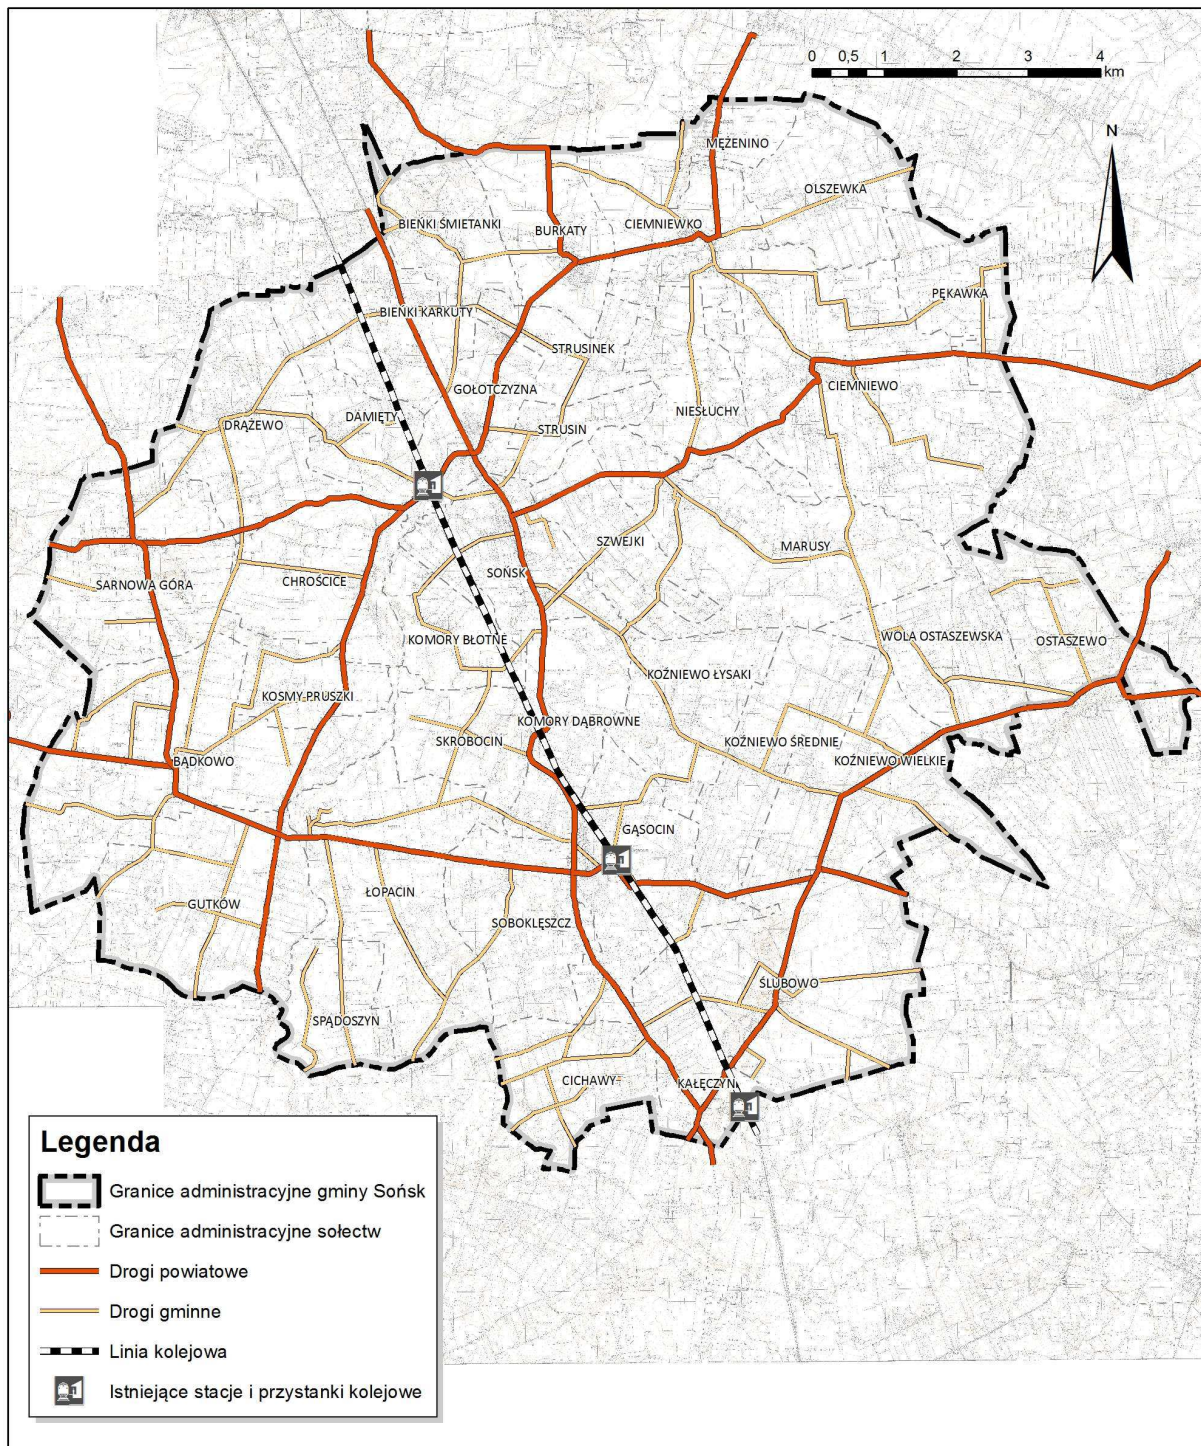 0 0,5 1 2 3 4
km
N
MĘŻENINO
OLSZEWKA
BIEŃKI ŚMIETANKI
BURKATY
CIEMNIEWKO
PĘKAWKA
BIEŃKI KARKUTY
STRUSINEK
CIEMNIEWO
GOŁOTCZYZNA
NIESŁUCHY
DAMIĘTY
DRĄŻEWO
STRUSIN
SZWEJKI
MARUSY
SOŃSK
CHROŚCICE
SARNOWA GÓRA
KOMORY BŁOTNE
WOLA OSTASZEWSKA
OSTASZEWO
KOŹNIEWO ŁYSAKI
KOSMY PRUSZKI
KOMORY DĄBROWNE
SKROBOCIN
KOŹNIEWO ŚREDNIE
BĄDKOWO
KOŹNIEWO WIELKIE
GĄSOCIN
ŁOPACIN
GUTKÓW
SOBOKLĘSZCZ
ŚLUBOWO
SPĄDOSZYN
CICHAWY
KAŁĘCZYN
Legenda
Granice administracyjne gminy Sońsk
Granice administracyjne sołectw
Drogi powiatowe
Drogi gminne
Linia kolejowa
Istniejące stacje i przystanki kolejowe